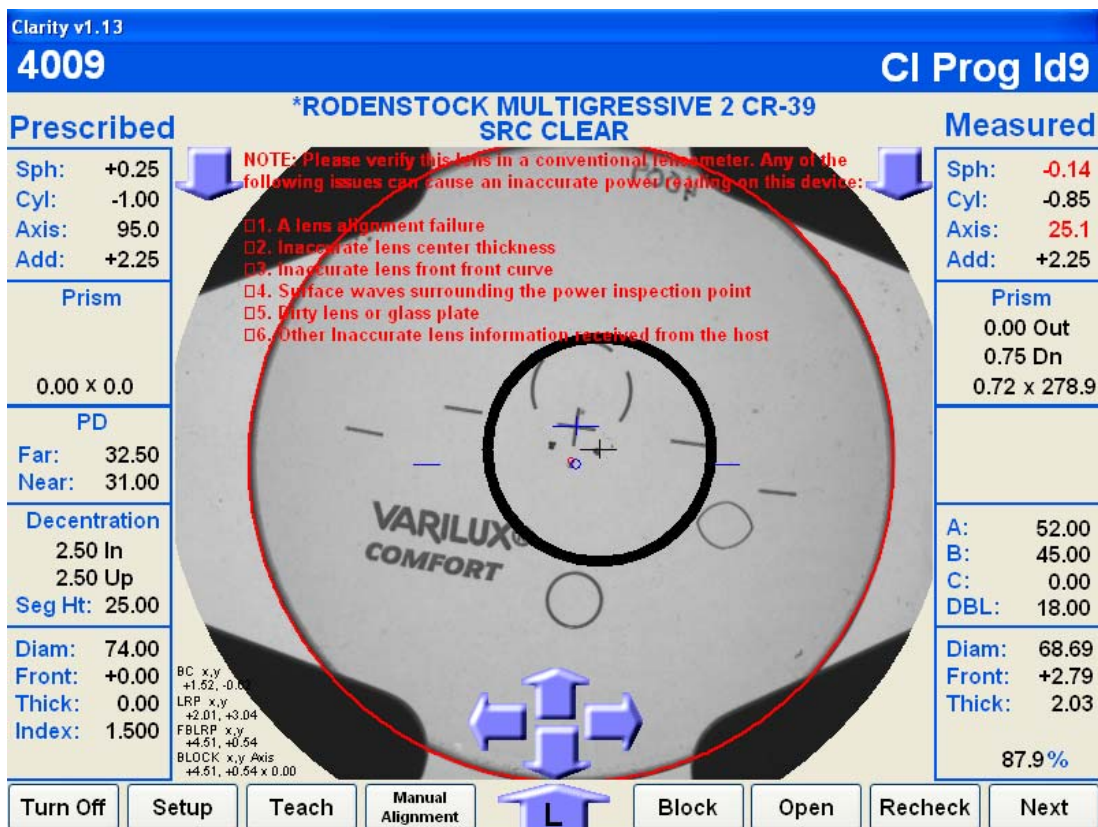 Clarity v1.13
4009
Cl Prog Id9
*RODENSTOCK MULTIGRESSIVE 2 CR-39
SRC CLEAR
Prescribed
Sph: +0.25
Cyl: -1.00
Axis: 95.0
Add: +2.25
Prism
0.00 X 0.0
PD
Far: 32.50
Near: 31.00
Decentration
2.50 In
2.50 Up
Seg Ht: 25.00
Diam: 74.00
Front: +0.00
Thick: 0.00
Index: 1.500
NOTE: Please verify this lens in a conventional lensometer. Any of the
following issues can cause an inaccurate power reading on this device:
1. A lens alignment failure
2. Inaccurate lens center thickness
3. Inaccurate lens front front curve
4. Surface waves surrounding the power inspection point
5. Dirty lens or glass plate
6. Other Inaccurate lens information received from the host
VARILUX®
COMFORT
BC x,y
LRP x,y
+2.01, +3.04
FBLRP x,y
+4.51, +0.54
BLOCK x,y Axis
+4.51, +0.54 x 0.00
Measured
Sph: -0.14
Cyl: -0.85
Axis: 25.1
Add: +2.25
Prism
0.00 Out
0.75 Dn
0.72 x 278.9
A: 52.00
B: 45.00
C: 0.00
DBL: 18.00
Diam: 68.69
Front: +2.79
Thick: 2.03
87.9%
Turn Off
Setup
Teach
Manual
Alignment
L
Block
Open
Recheck
Next